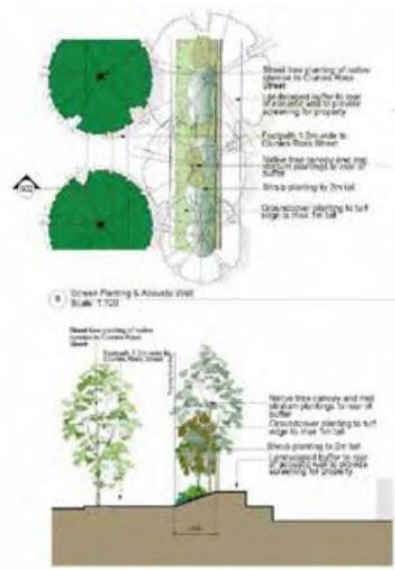 Street tree planting of native
species to Clunies Ross
Street
Landscaped buffer to rear
of acoustic wall to provide
screening for property
Footpath 1.2m wide to
Clunies Ross Street
Native tree canopy and mid
stratum plantings to rear of
buffer
Shrub planting to 2m tall
Groundcover planting to turf
edge to max 1m tall
Screen Planting & Acoustic Wall
Scale: 1:100
Street tree planting of native
species to Clunies Ross
Street
Footpath 1.2m wide to
Clunies Ross Street
Native tree canopy and mid
stratum plantings to rear of
buffer
Groundcover planting to turf
edge to max 1m tall
Shrub planting to 2m tall
Landscaped buffer to rear
of acoustic wall to provide
screening for property